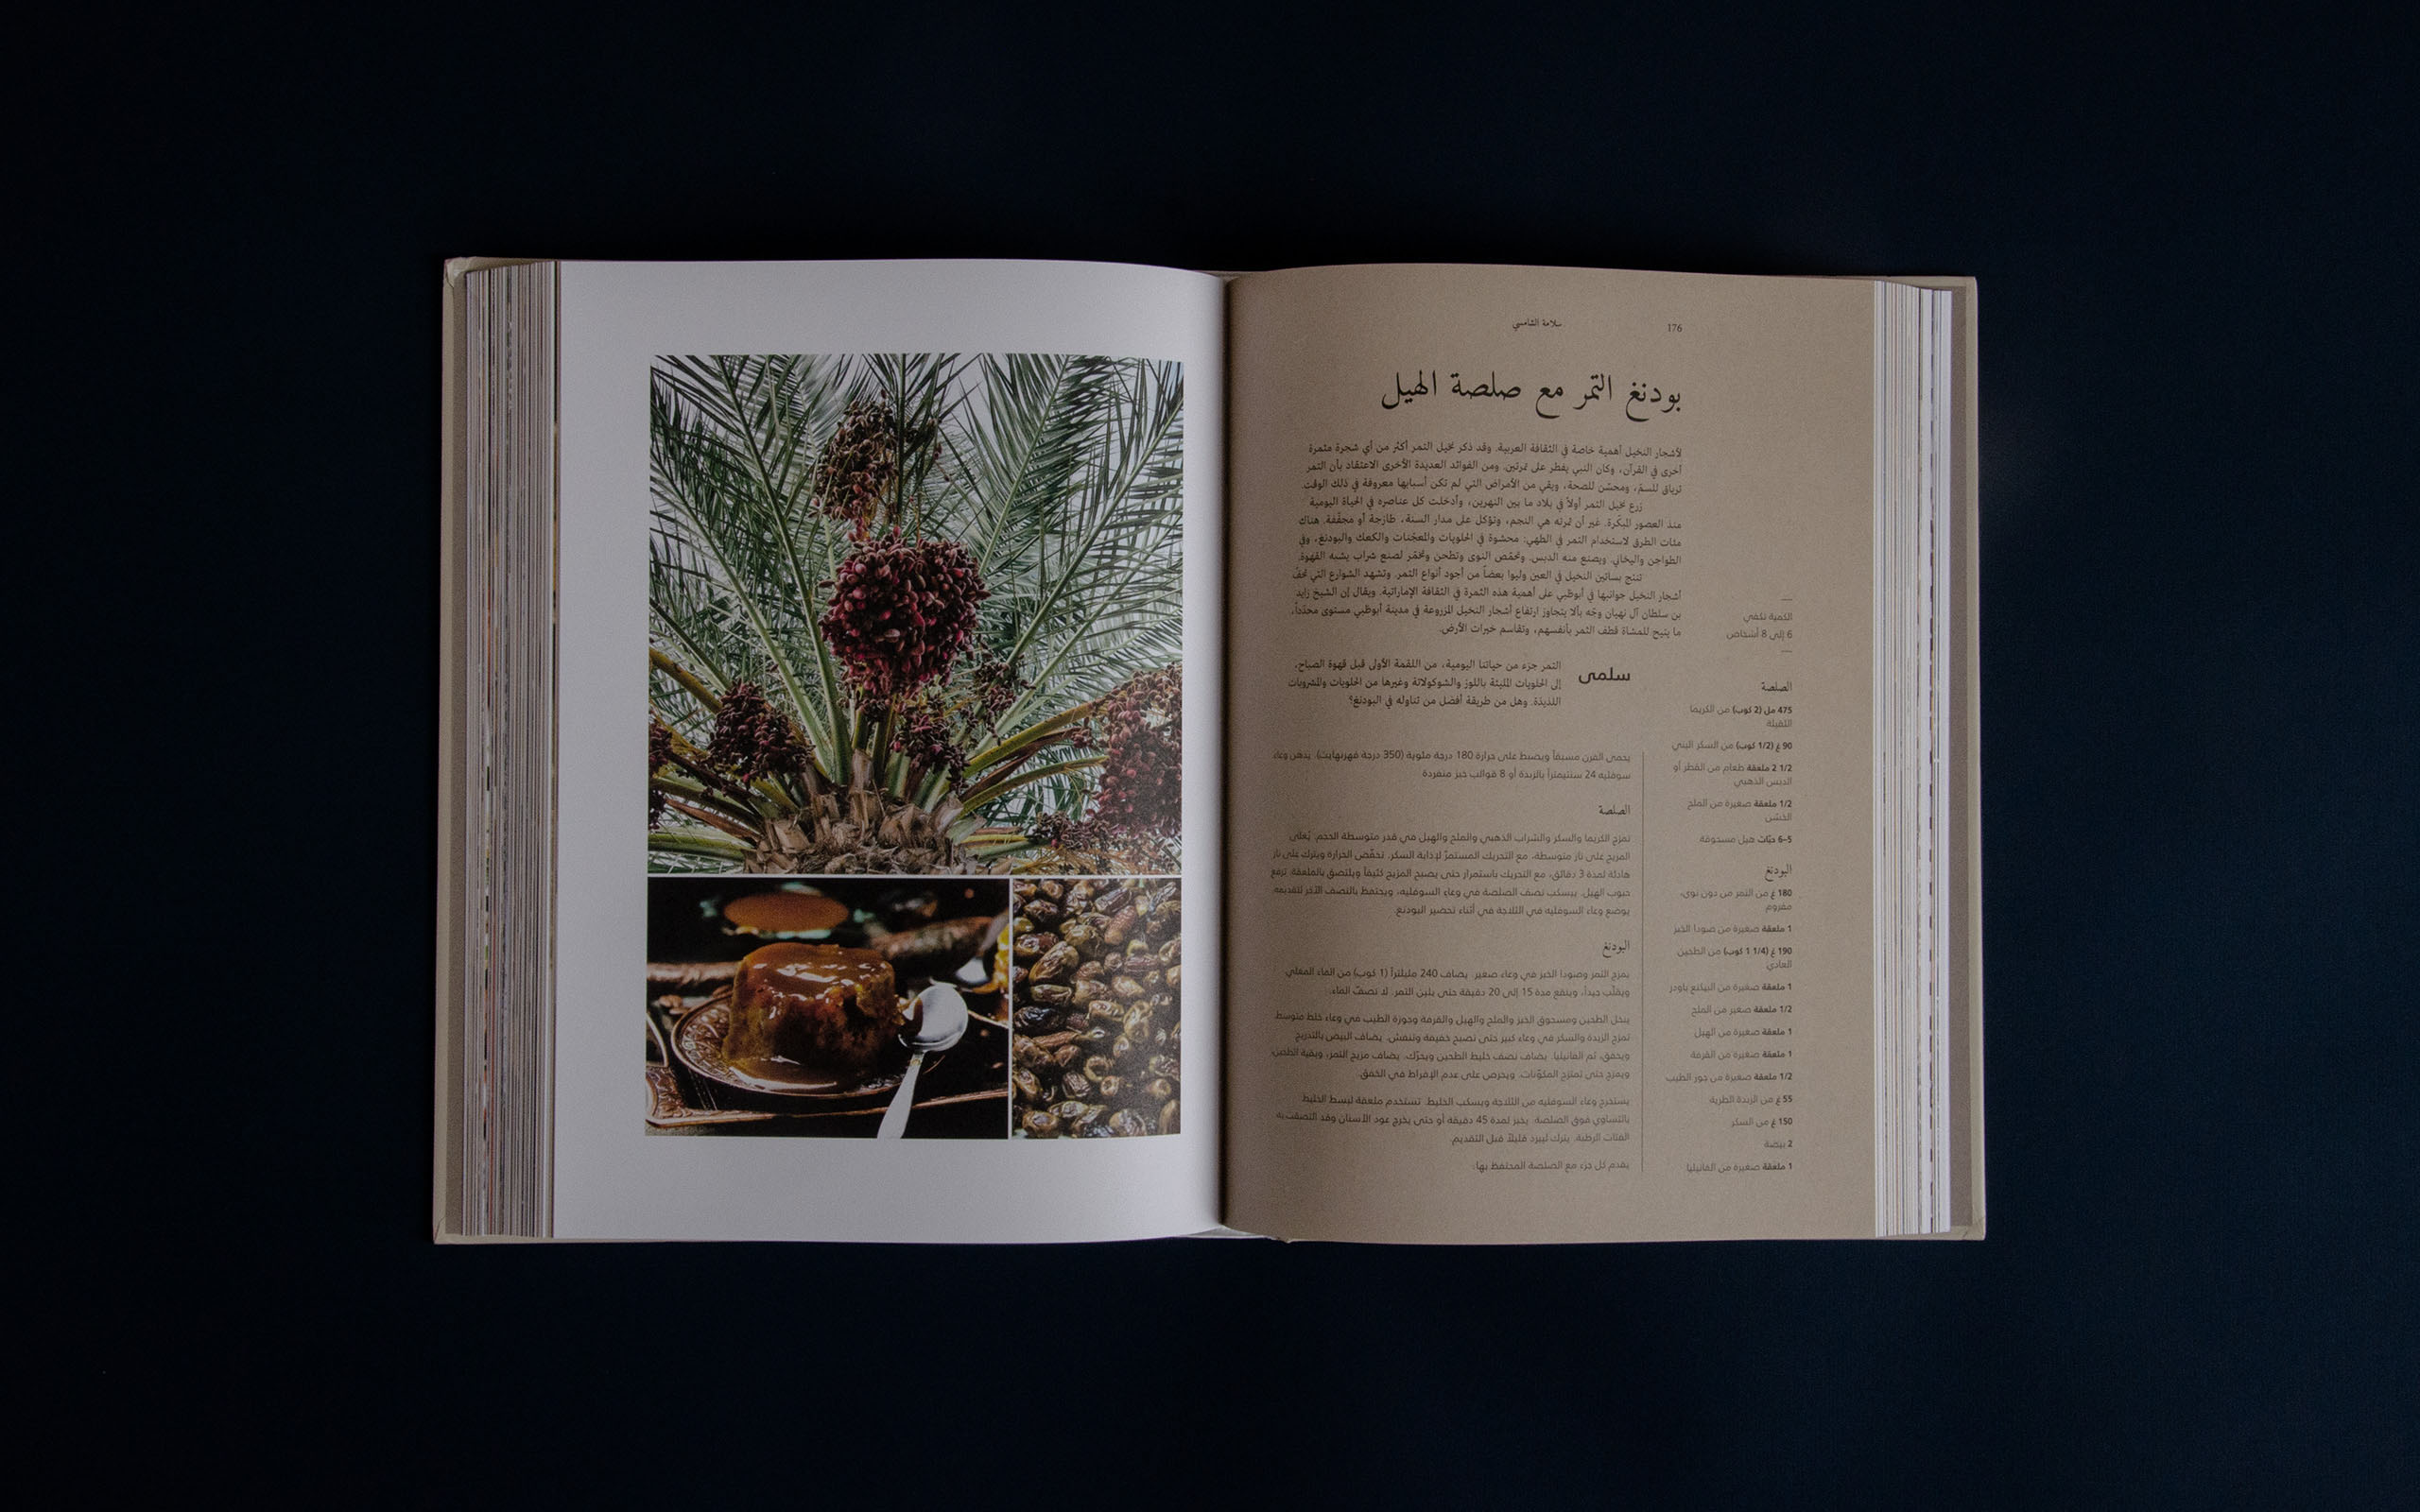 176
سلامة الشامسي
بودنغ التمر مع صلصة الهيل
لأشجار النخيل أهمية خاصة في الثقافة العربية. وقد ذكر نخيل التمر أكثر من أي شجرة مثمرة
أخرى في القرآن، وكان النبي يفطر على تمرتين. ومن الفوائد العديدة الأخرى الاعتقاد بأن التمر
ترياق للسمّ، ومحسّن للصحة، ويقي من الأمراض التي لم تكن أسبابها معروفة في ذلك الوقت.
زرع نخيل التمر أولاً في بلاد ما بين النهرين، وأدخلت كل عناصره في الحياة اليومية
منذ العصور المبكرة. غير أن تمرته هي النجم، وتؤكل على مدار السنة، طازجة أو مجفّفة. هناك
مئات الطرق لاستخدام التمر في الطهي: محشوة في الحلويات والمعجّنات والكعك والبودنغ، وفي
الطواجن واليخاني. ويصنع منه الدبس. وتحمّص النوى وتطحن وتخمّر لصنع شراب يشبه القهوة.
تنتج بساتين النخيل في العين وليوا بعضاً من أجود أنواع التمر. وتشهد الشوارع التي تحفّ
أشجار النخيل جوانبها في أبوظبي على أهمية هذه الثمرة في الثقافة الإماراتية. ويقال إن الشيخ زايد
بن سلطان آل نهيان وجّه بألا يتجاوز ارتفاع أشجار النخيل المزروعة في مدينة أبوظبي مستوى محدّداً،
ما يتيح للمشاة قطف التمر بأنفسهم، وتقاسم خيرات الأرض.
سلمى
التمر جزء من حياتنا اليومية، من اللقمة الأولى قبل قهوة الصباح،
إلى الحلويات المليئة باللوز والشوكولاتة وغيرها من الحلويات والمشروبات
اللذيذة. وهل من طريقة أفضل من تناوله في البودنغ؟
الكمية تكفي
6 إلى 8 أشخاص
الصلصة
475 مل (2 كوب) من الكريما
الثقيلة
90 غ (1/2 كوب) من السكر البني
2 1/2 ملعقة طعام من القطر أو
الدبس الذهبي
1/2 ملعقة صغيرة من الملح
الخشن
5–6 حبّات هيل مسحوقة
البودنغ
180 غ من التمر من دون نوى،
مفروم
1 ملعقة صغيرة من صودا الخبز
190 غ (1 1/4 كوب) من الطحين
العادي
1 ملعقة صغيرة من البيكنغ باودر
1/2 ملعقة صغير من الملح
1 ملعقة صغيرة من الهيل
1 ملعقة صغيرة من القرفة
1/2 ملعقة صغيرة من جوز الطيب
55 غ من الزبدة الطرية
150 غ من السكر
2 بيضة
1 ملعقة صغيرة من الفانيليا
يحمى الفرن مسبقاً ويضبط على حرارة 180 درجة مئوية (350 درجة فهرنهايت). يدهن وعاء
سوفليه 24 سنتيمتراً بالزبدة أو 8 قوالب خبز منفردة
الصلصة
تمزج الكريما والسكر والشراب الذهبي والملح والهيل في قدر متوسطة الحجم. يُغلى
المزيج على نار متوسطة، مع التحريك المستمرّ لإذابة السكر. تخفّض الحرارة ويترك على نار
هادئة لمدة 3 دقائق، مع التحريك باستمرار حتى يصبح المزيج كثيفاً ويلتصق بالملعقة. ترفع
حبوب الهيل. ييسكب نصف الصلصة في وعاء السوفليه، ويحتفظ بالنصف الآخر لتقديمه.
يوضع وعاء السوفليه في الثلاجة في أثناء تحضير البودنغ.
البودنغ
يمزج التمر وصودا الخبز في وعاء صغير. يضاف 240 مليلتراً (1 كوب) من الماء المغلي
ويقلّب جيداً، وينقع مدة 15 إلى 20 دقيقة حتى يلين التمر. لا تصفّ الماء.
ينخل الطحين ومسحوق الخبز والملح والهيل والقرفة وجوزة الطيب في وعاء خلط متوسط
تمزج الزبدة والسكر في وعاء كبير حتى تصبح خفيفة وتنفش. يضاف البيض بالتدريج
ويخفق، ثم الفانيليا. يضاف نصف خليط الطحين ويحرّك. يضاف مزيج التمر، وبقية الطحين
ويمزج حتى تمتزج المكوّنات. ويحرص على عدم الإفراط في الخفق.
يستخرج وعاء السوفليه من الثلاجة ويسكب الخليط. تستخدم ملعقة لبسط الخليط
بالتساوي فوق الصلصة. يخبز لمدة 45 دقيقة أو حتى يخرج عود الأسنان وقد التصقت به
الفتات الرطبة. يترك ليبرد قليلاً قبل التقديم.
يقدم كل جزء مع الصلصة المحتفظ بها.